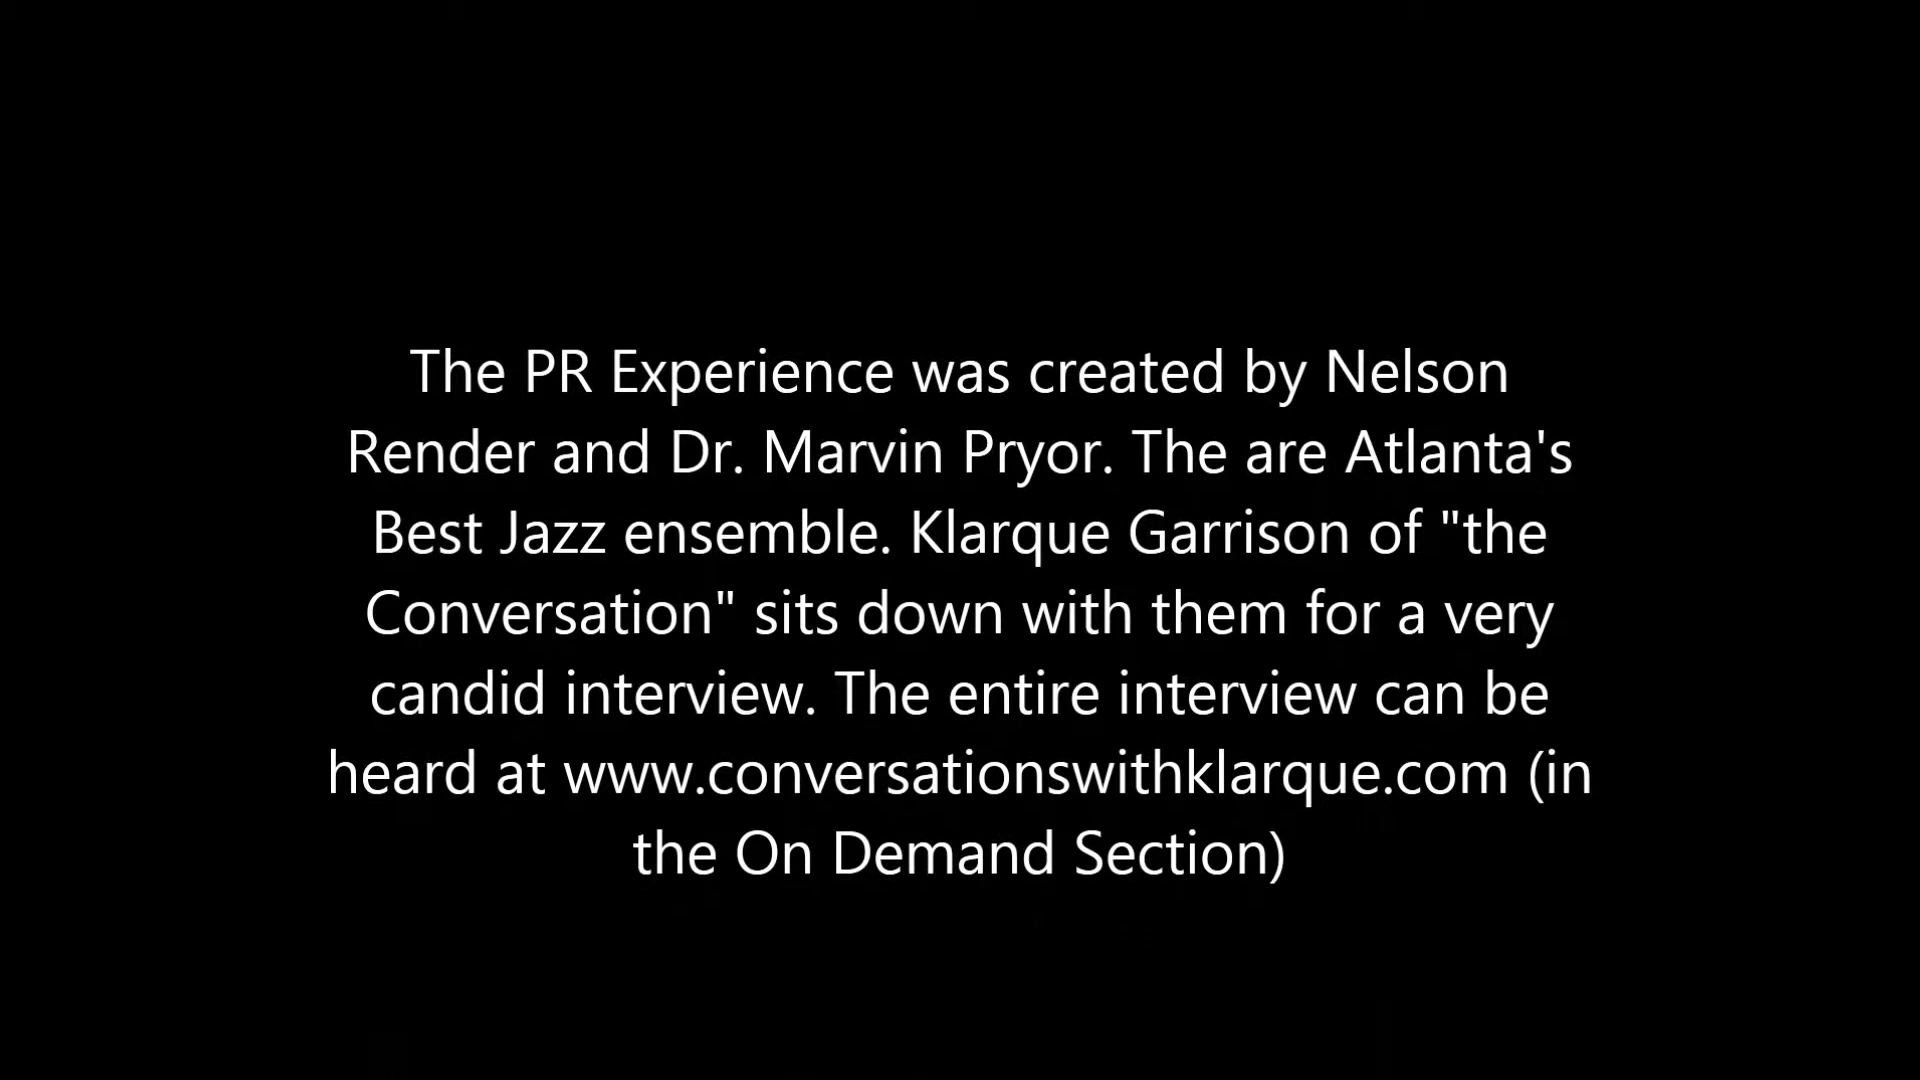 The PR Experience was created by Nelson
Render and Dr. Marvin Pryor. The are Atlanta's
Best Jazz ensemble. Klarque Garrison of "the
Conversation" sits down with them for a very
candid interview. The entire interview can be
heard at www.conversationswithklarque.com (in
the On Demand Section)